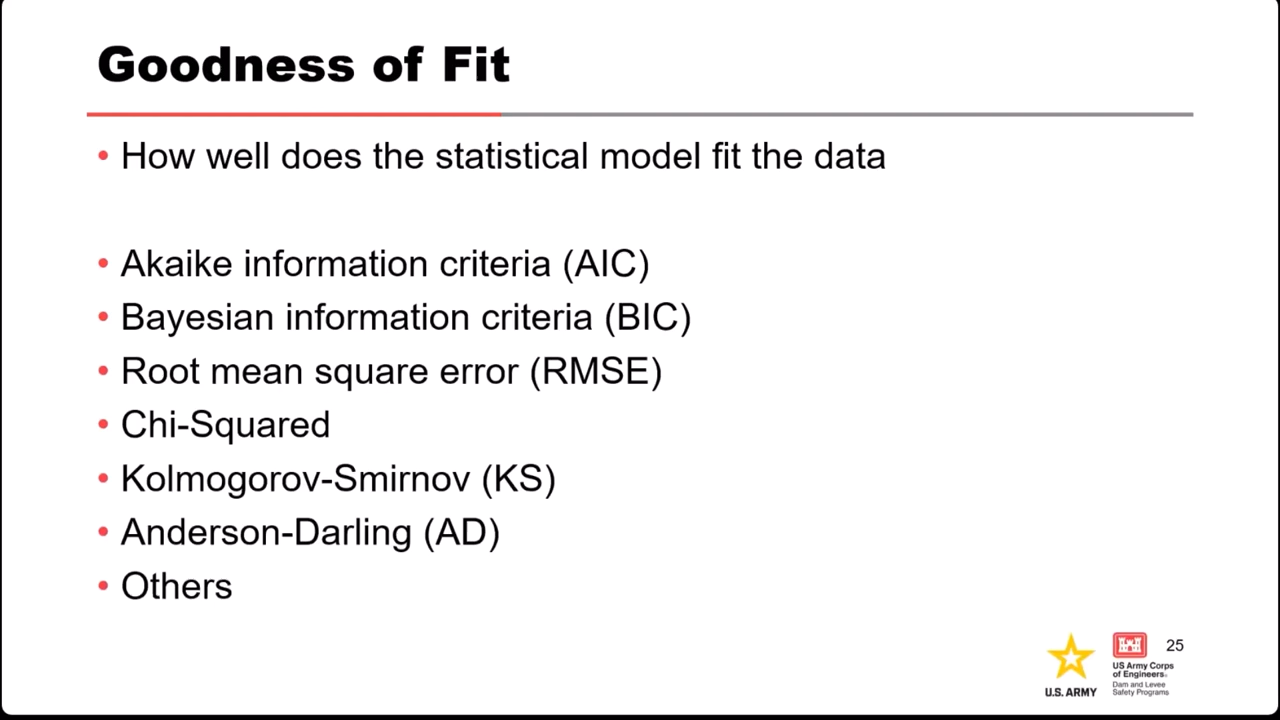 Goodness of Fit
• How well does the statistical model fit the data
• Akaike information criteria (AIC)
• Bayesian information criteria (BIC)
• Root mean square error (RMSE)
• Chi-Squared
• Kolmogorov-Smirnov (KS)
• Anderson-Darling (AD)
• Others
U.S. ARMY
US Army Corps
of Engineers®
Dam and Levee
Safety Programs
25